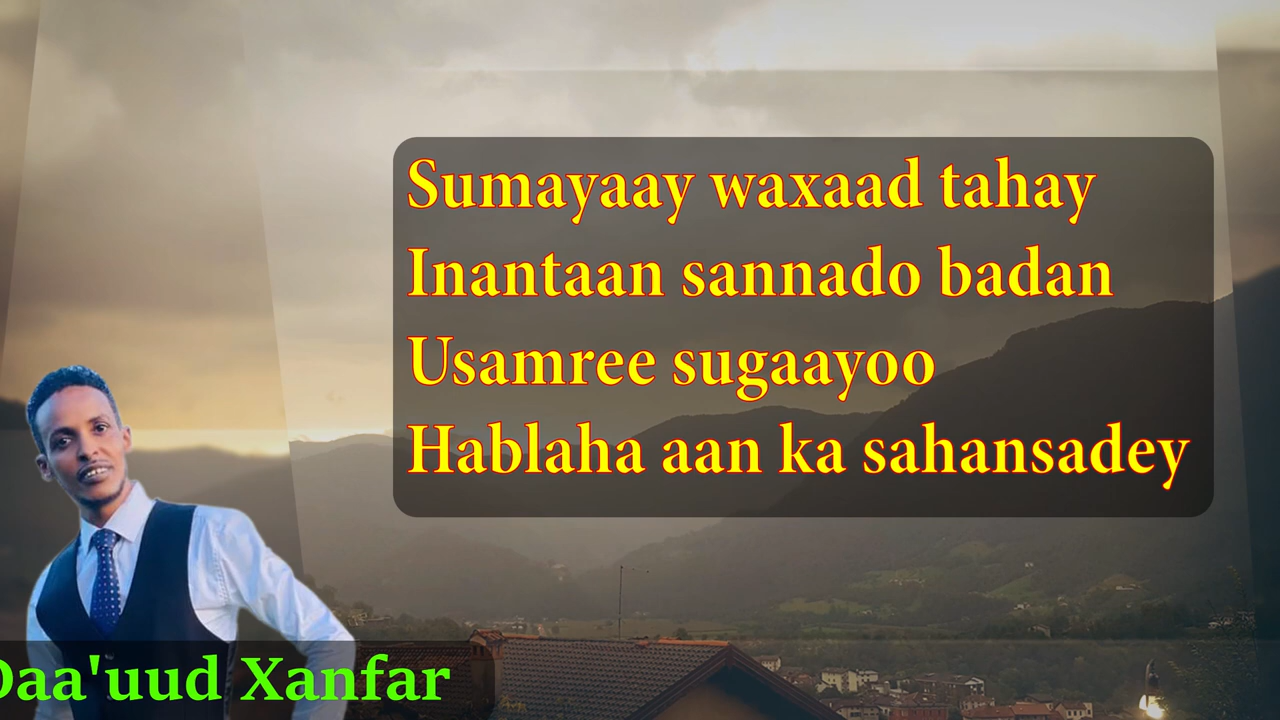 Sumayaay waxaad tahay
Inantaan sannado badan
Usamree sugaayoo
Hablaha aan ka sahansadey
Daa'uud Xanfar